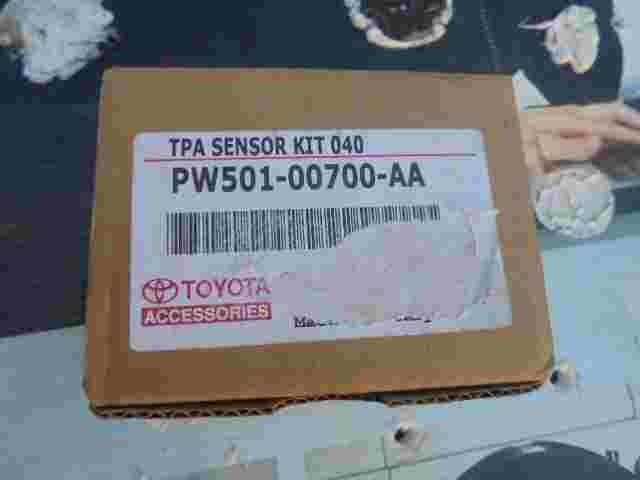 TPA SENSOR KIT 040
PW501-00700-AA
TOYOTA
ACCESSORIES